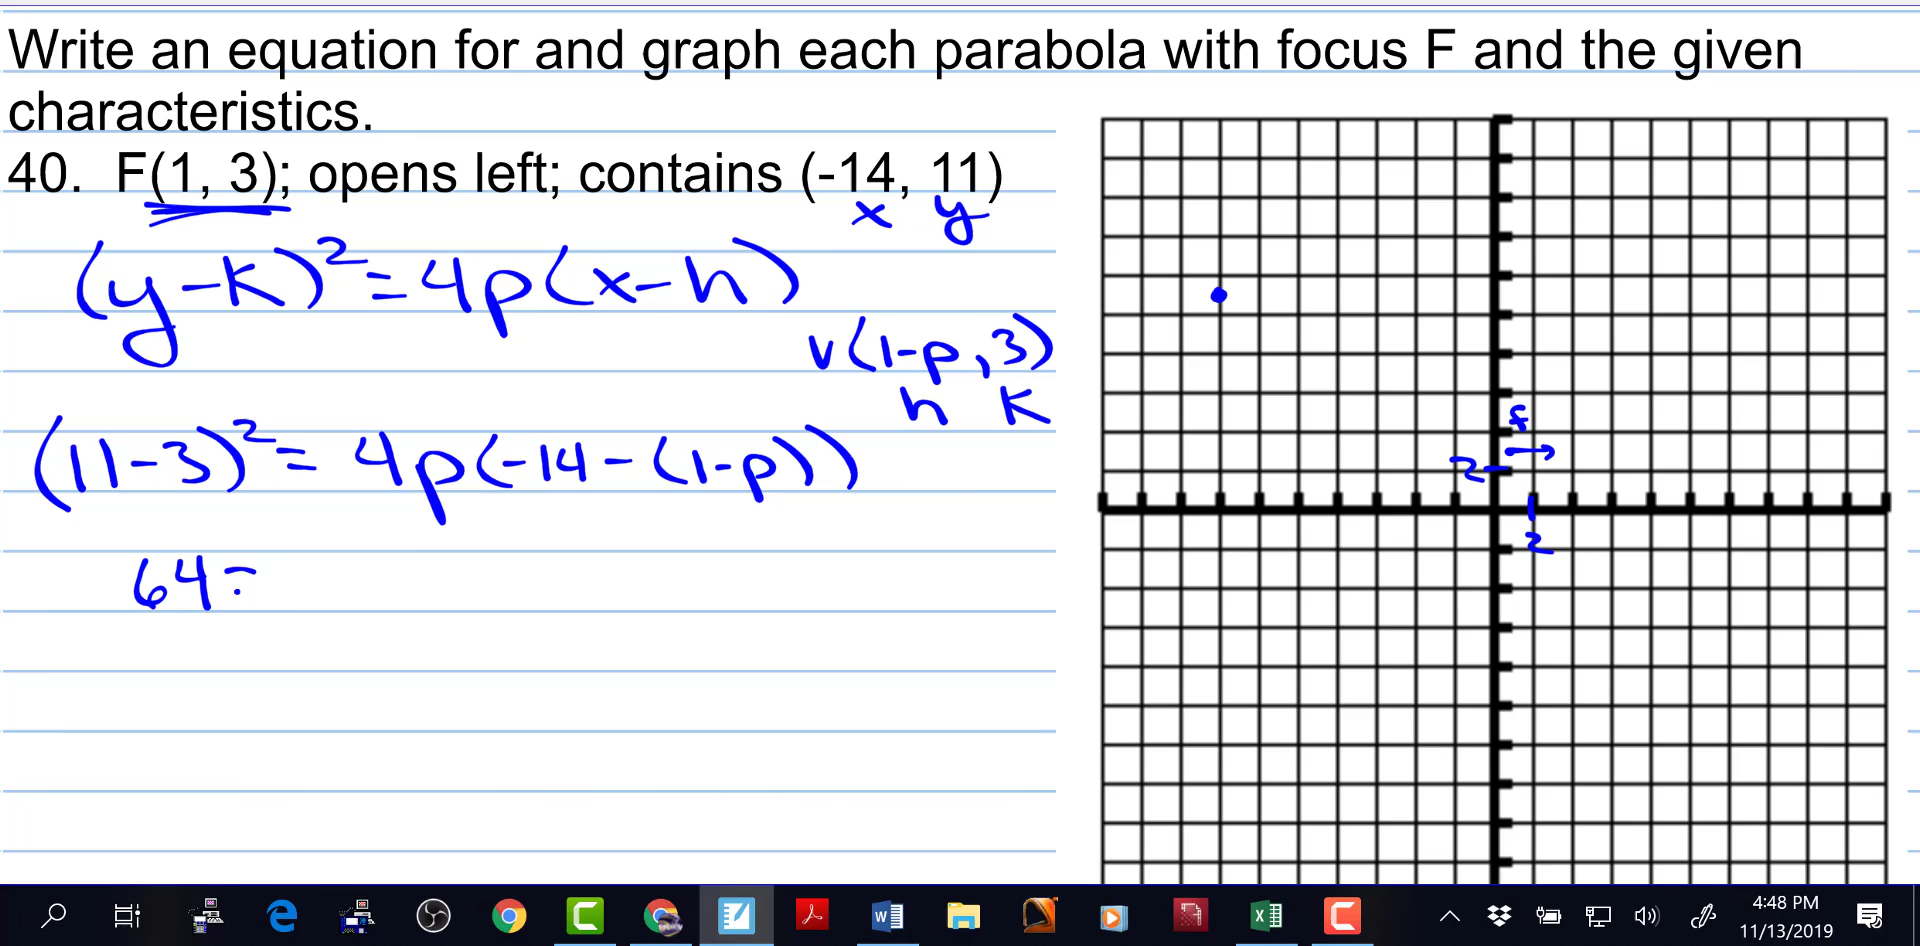 Write an equation for and graph each parabola with focus F and the given
characteristics.
40. F(1, 3); opens left; contains (-14, 11)
x y
(y-k)²=4p(x-h)
v(1-p,3)
h k
(11-3)²=4p(-14-(1-p))
64=
f
2
2
4:48 PM
11/13/2019